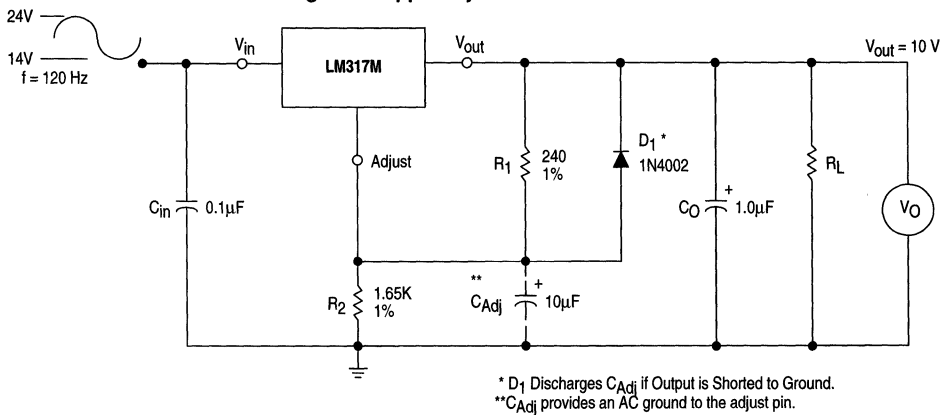 24V
14V
f = 120 Hz
Vin
LM317M
Vout
Vout = 10 V
Adjust
R1
240
1%
D1 *
1N4002
RL
Cin
0.1µF
CO
+
1.0µF
VO
R2
1.65K
1%
**
CAdj
+
10µF
* D1 Discharges CAdj if Output is Shorted to Ground.
**CAdj provides an AC ground to the adjust pin.